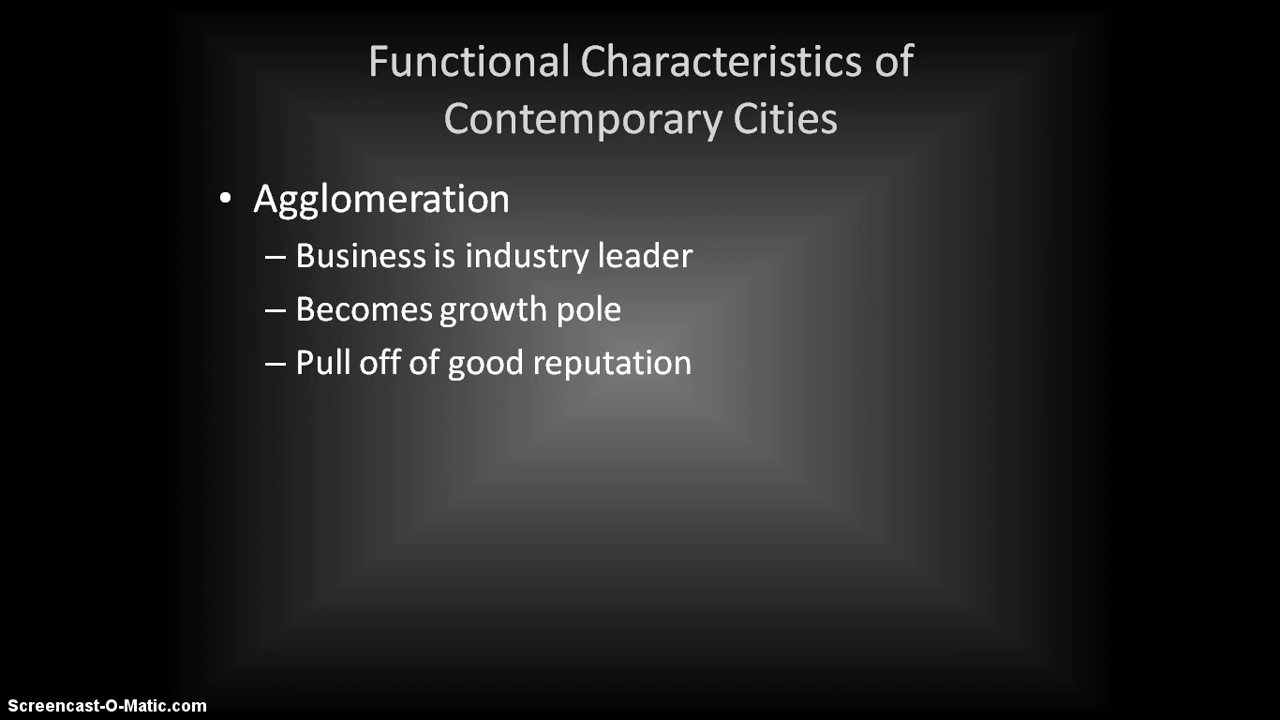 Functional Characteristics of
Contemporary Cities
• Agglomeration
– Business is industry leader
– Becomes growth pole
– Pull off of good reputation
Screencast-O-Matic.com